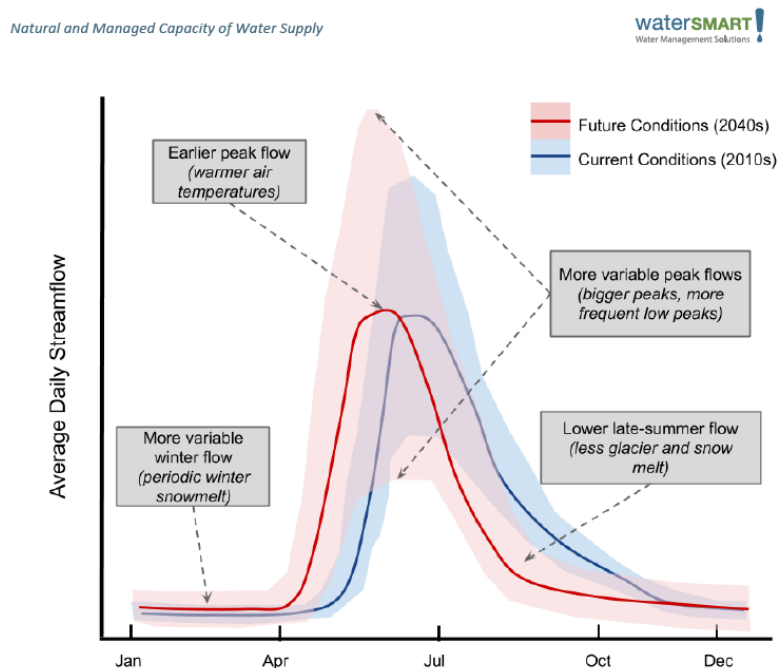 Natural and Managed Capacity of Water Supply
waterSMART!
Water Management Solutions
Future Conditions (2040s)
Current Conditions (2010s)
Earlier peak flow
(warmer air
temperatures)
More variable peak flows
(bigger peaks, more
frequent low peaks)
Lower late-summer flow
(less glacier and snow
melt)
More variable
winter flow
(periodic winter
snowmelt)
Average Daily Streamflow
Jan Apr Jul Oct Dec